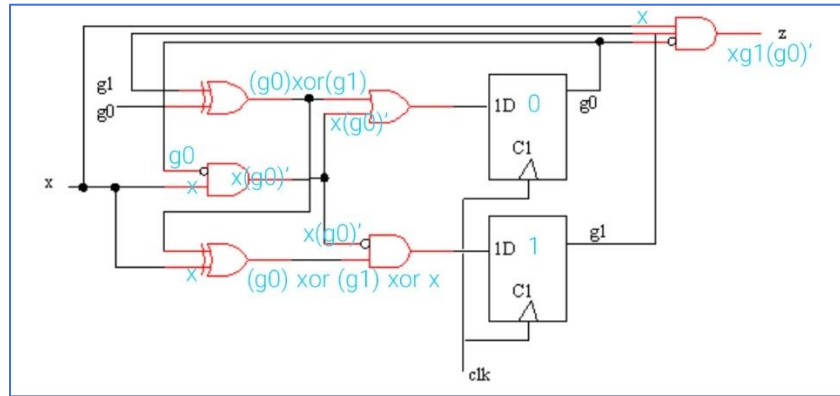 x
z
xg1(g0)'
g1
(g0)xor(g1)
g0
x(g0)'
1D 0
g0
C1
g0
x
x
x(g0)'
x(g0)'
g1
1D 1
x
(g0) xor (g1) xor x
C1
clk